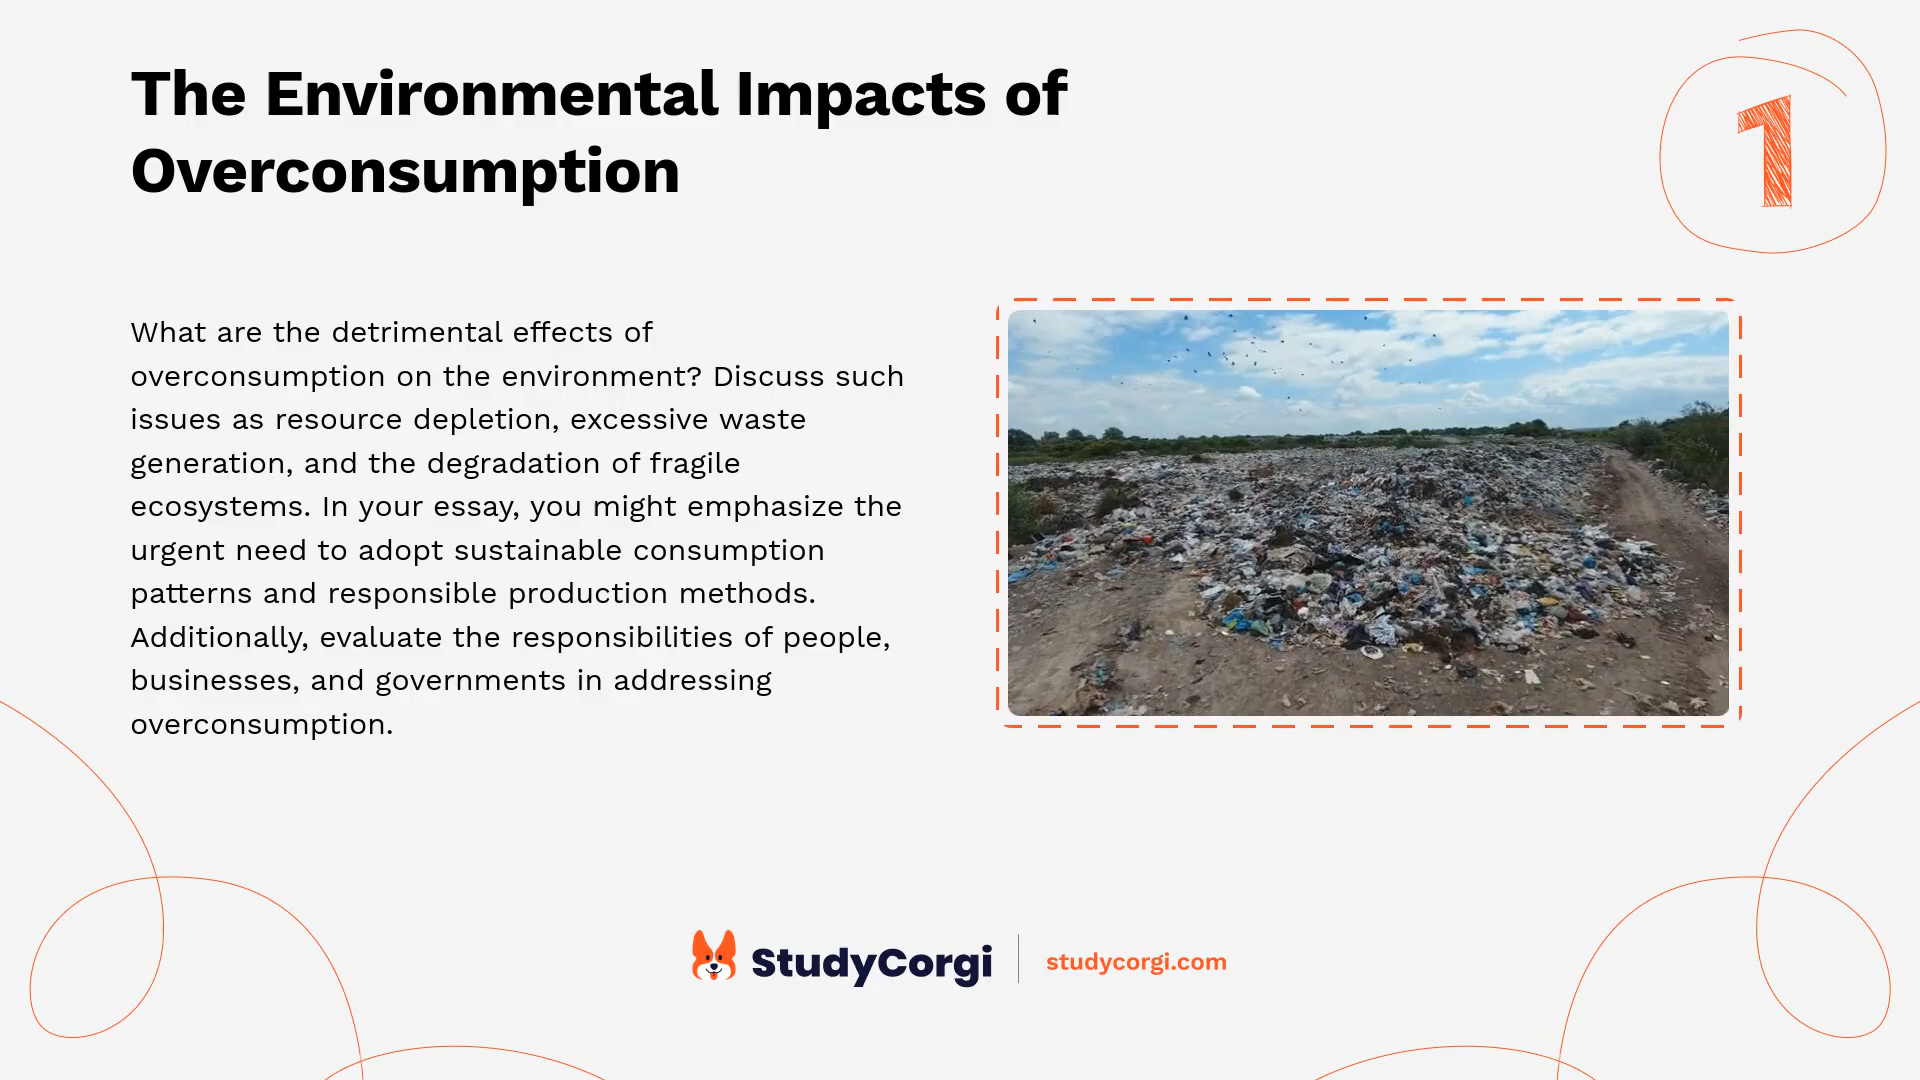 The Environmental Impacts of
Overconsumption
1
What are the detrimental effects of
overconsumption on the environment? Discuss such
issues as resource depletion, excessive waste
generation, and the degradation of fragile
ecosystems. In your essay, you might emphasize the
urgent need to adopt sustainable consumption
patterns and responsible production methods.
Additionally, evaluate the responsibilities of people,
businesses, and governments in addressing
overconsumption.
StudyCorgi
studycorgi.com